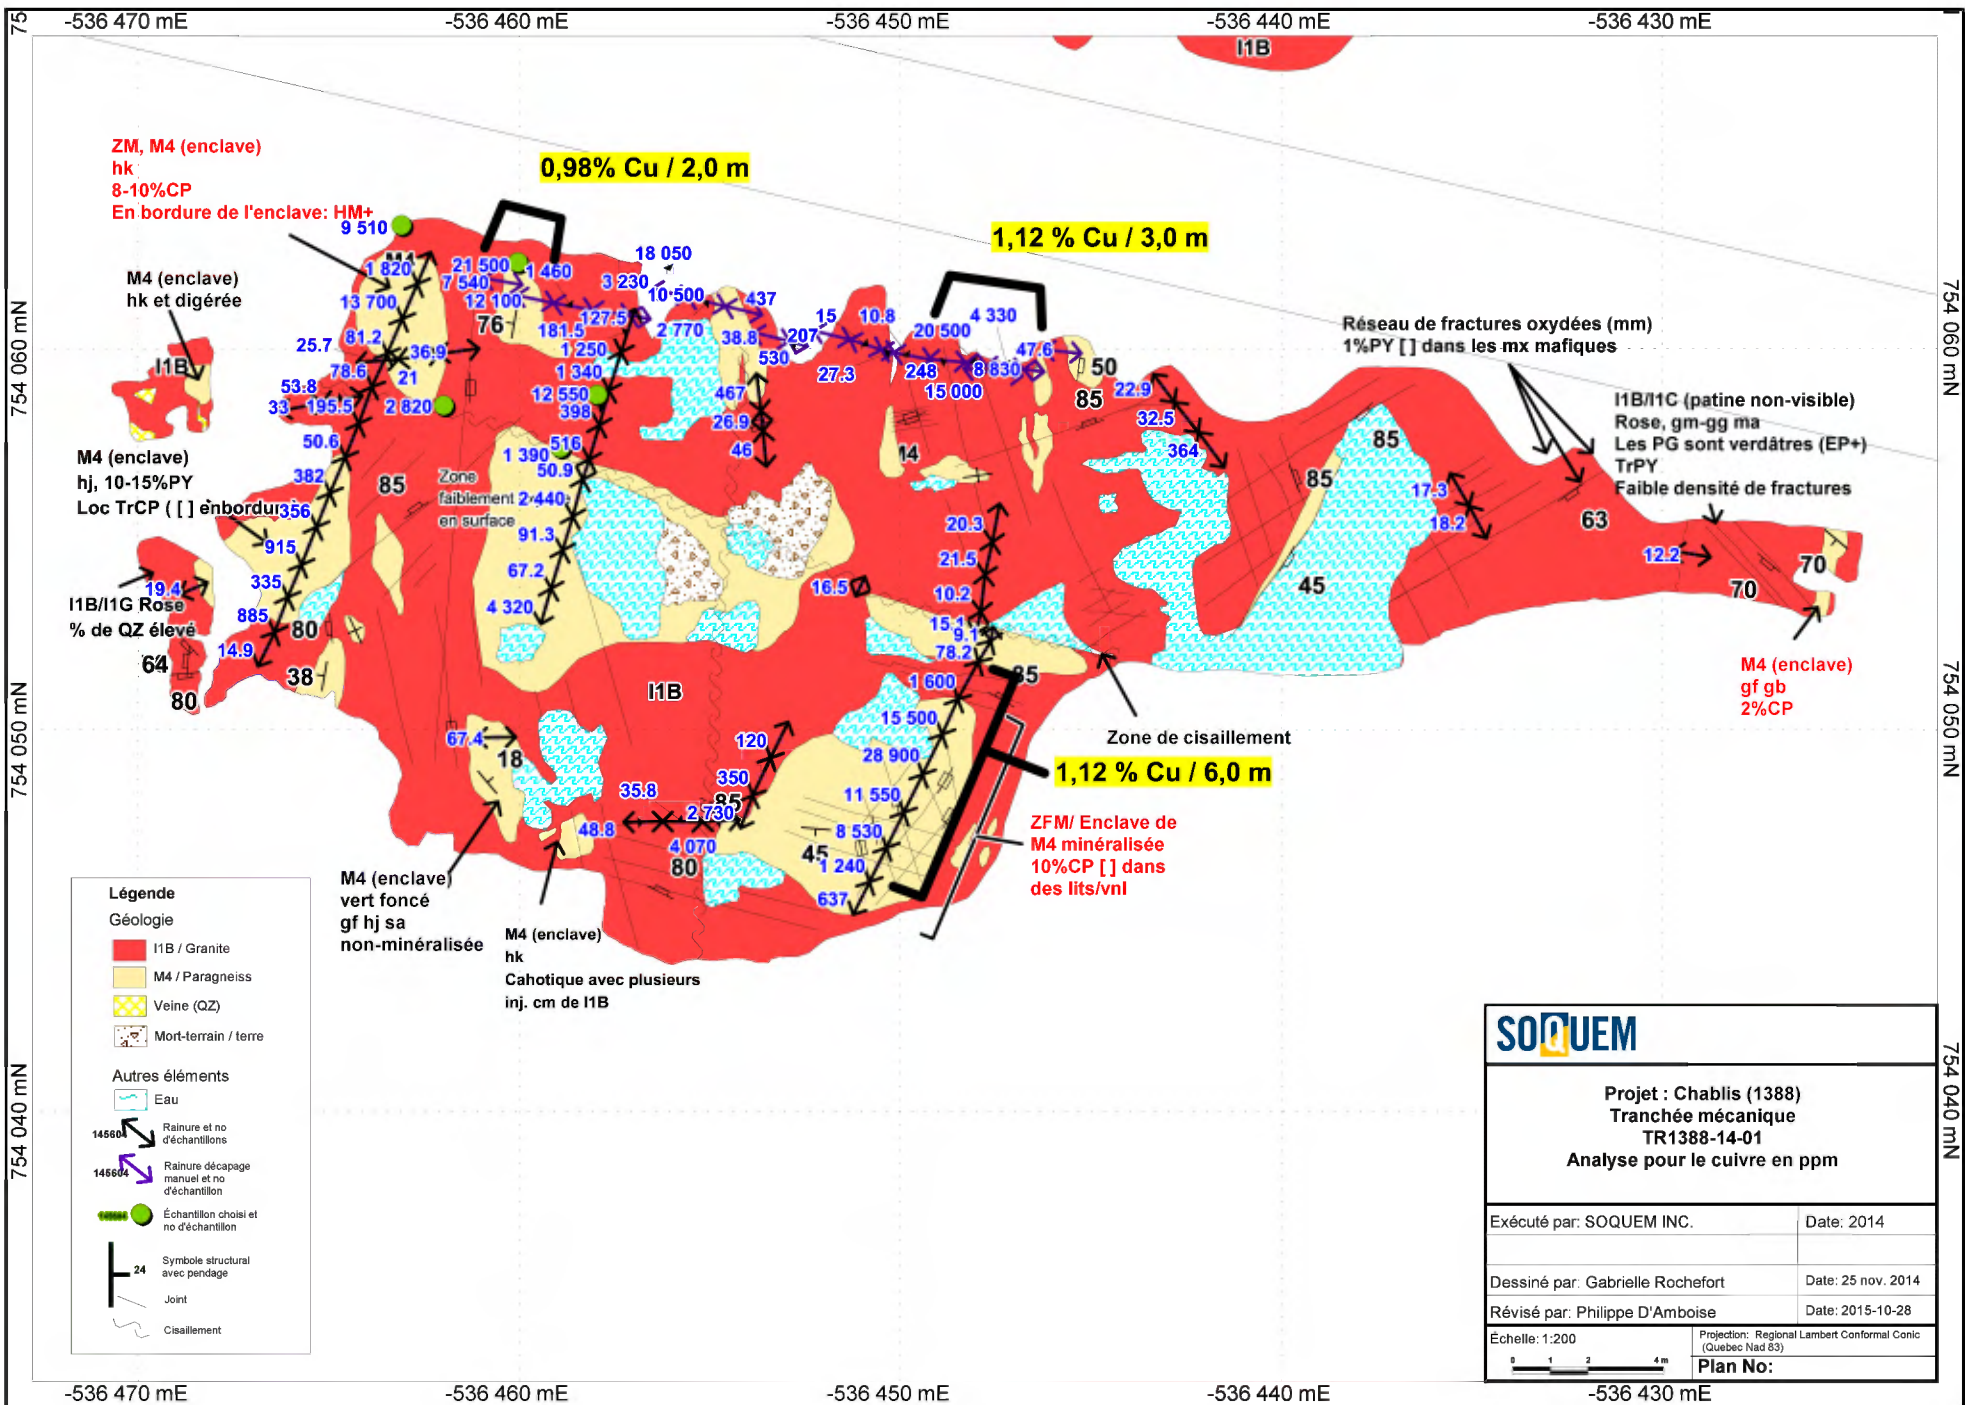 -536 470 mE
-536 460 mE
-536 450 mE
-536 440 mE
-536 430 mE
75
I1B
ZM, M4 (enclave)
hk
8-10%CP
En bordure de l'enclave: HM+
0,98% Cu / 2,0 m
1,12 % Cu / 3,0 m
M4 (enclave)
hk et digérée
I1B
754 060 mN
754 060 mN
9 510
M4
1 820
13 700
81.2
25.7
78.6
36.9
21
53.8
33
195.5
2 820
50.6
382
356
915
335
885
14.9
21 500
7 540
1 460
12 100
76
181.5
127.5
3 230
18 050
10 500
437
2 770
38.8
530
207
15
10.8
27.3
248
20 500
4 330
15 000
8 830
47.6
50
85
1 250
1 340
12 550
398
516
1 390
50.9
2 440
91.3
67.2
4 320
467
26.9
46
M4
22.9
32.5
364
Réseau de fractures oxydées (mm)
1%PY [ ] dans les mx mafiques
I1B/I1C (patine non-visible)
Rose, gm-gg ma
Les PG sont verdâtres (EP+)
TrPY
Faible densité de fractures
85
85
45
63
17.3
18.2
12.2
70
70
M4 (enclave)
hj, 10-15%PY
Loc TrCP ( [ ] enbordure
85
Zone
faiblement
en surface
19.4
I1B/I1G Rose
% de QZ élevé
64
80
80
38
20.3
21.5
10.2
16.5
15.1
9.1
78.2
85
1 600
15 500
28 900
11 550
8 530
45
1 240
637
I1B
67.4
18
120
350
85
35.8
2 730
48.8
4 070
80
Zone de cisaillement
1,12 % Cu / 6,0 m
ZFM/ Enclave de
M4 minéralisée
10%CP [ ] dans
des lits/vnl
M4 (enclave)
gf gb
2%CP
754 050 mN
754 050 mN
M4 (enclave)
vert foncé
gf hj sa
non-minéralisée
M4 (enclave)
hk
Cahotique avec plusieurs
inj. cm de I1B
Légende
Géologie
I1B / Granite
M4 / Paragneiss
Veine (QZ)
Mort-terrain / terre
Autres éléments
Eau
145604
Rainure et no
d'échantillons
145604
Rainure décapage
manuel et no
d'échantillon
Échantillon choisi et
no d'échantillon
24
Symbole structural
avec pendage
Joint
Cisaillement
754 040 mN
754 040 mN
SOQUEM
Projet : Chablis (1388)
Tranchée mécanique
TR1388-14-01
Analyse pour le cuivre en ppm
Exécuté par: SOQUEM INC.
Date: 2014
Dessiné par: Gabrielle Rochefort
Date: 25 nov. 2014
Révisé par: Philippe D'Amboise
Date: 2015-10-28
Échelle: 1:200
0 1 2 4 m
Projection: Regional Lambert Conformal Conic
(Quebec Nad 83)
Plan No:
-536 470 mE
-536 460 mE
-536 450 mE
-536 440 mE
-536 430 mE